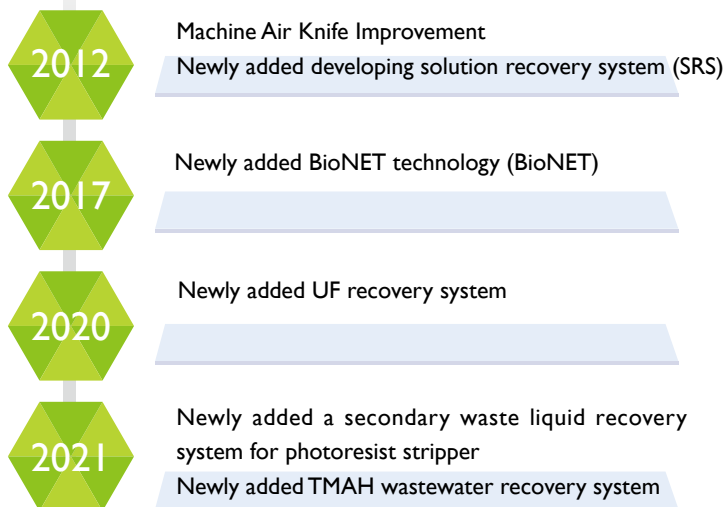 2012
Machine Air Knife Improvement
Newly added developing solution recovery system (SRS)
2017
Newly added BioNET technology (BioNET)
2020
Newly added UF recovery system
2021
Newly added a secondary waste liquid recovery
system for photoresist stripper
Newly added TMAH wastewater recovery system